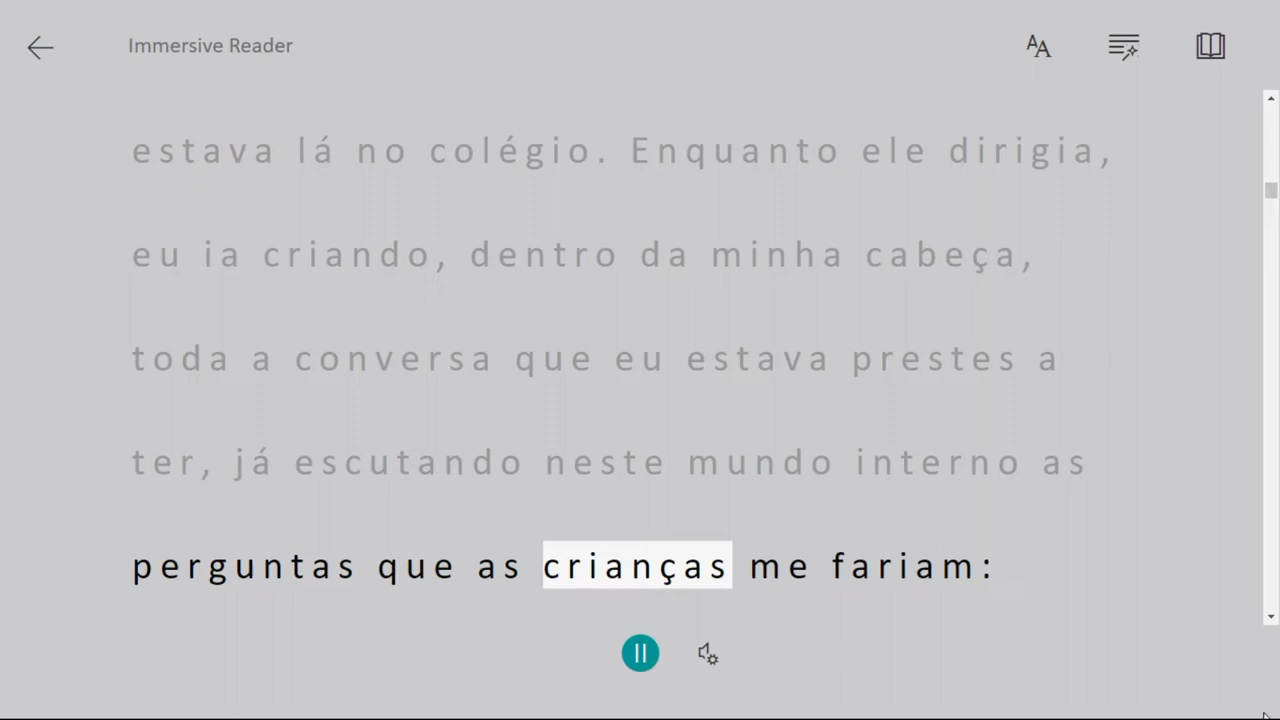 Immersive Reader
estava lá no colégio. Enquanto ele dirigia,
eu ia criando, dentro da minha cabeça,
toda a conversa que eu estava prestes a
ter, já escutando neste mundo interno as
perguntas que as crianças me fariam: